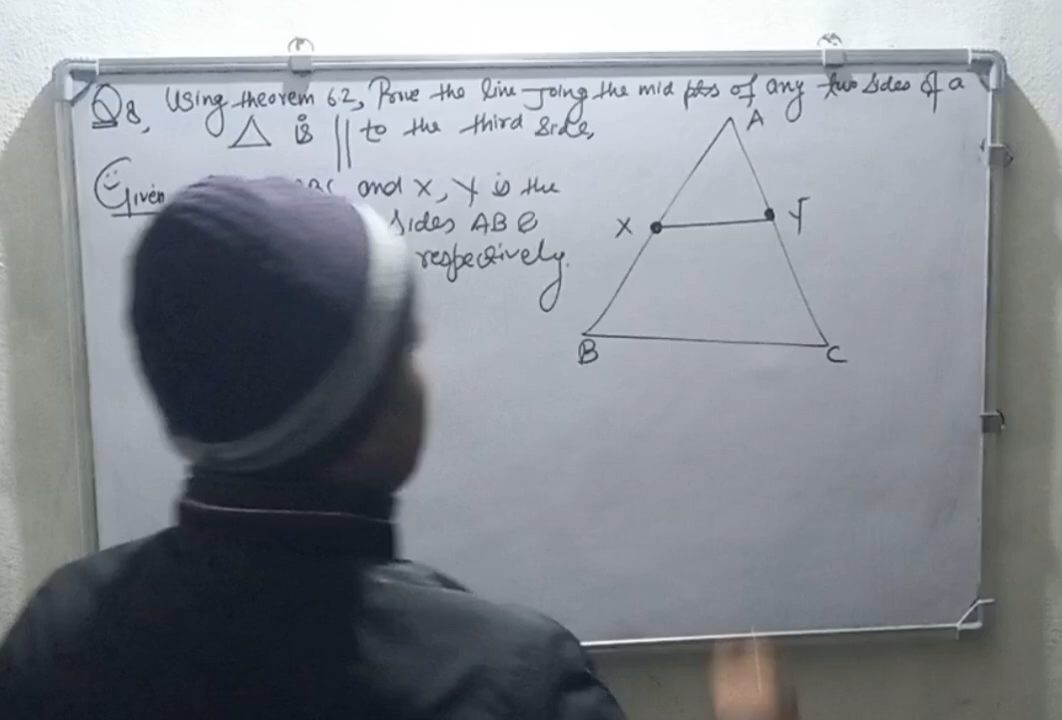 Q8, Using theorem 6.2, Prove the line joing the mid pts of any two sides of a
△ is || to the third side,
Given and X, Y is the
sides AB &
respectively.
A
X
Y
B
C